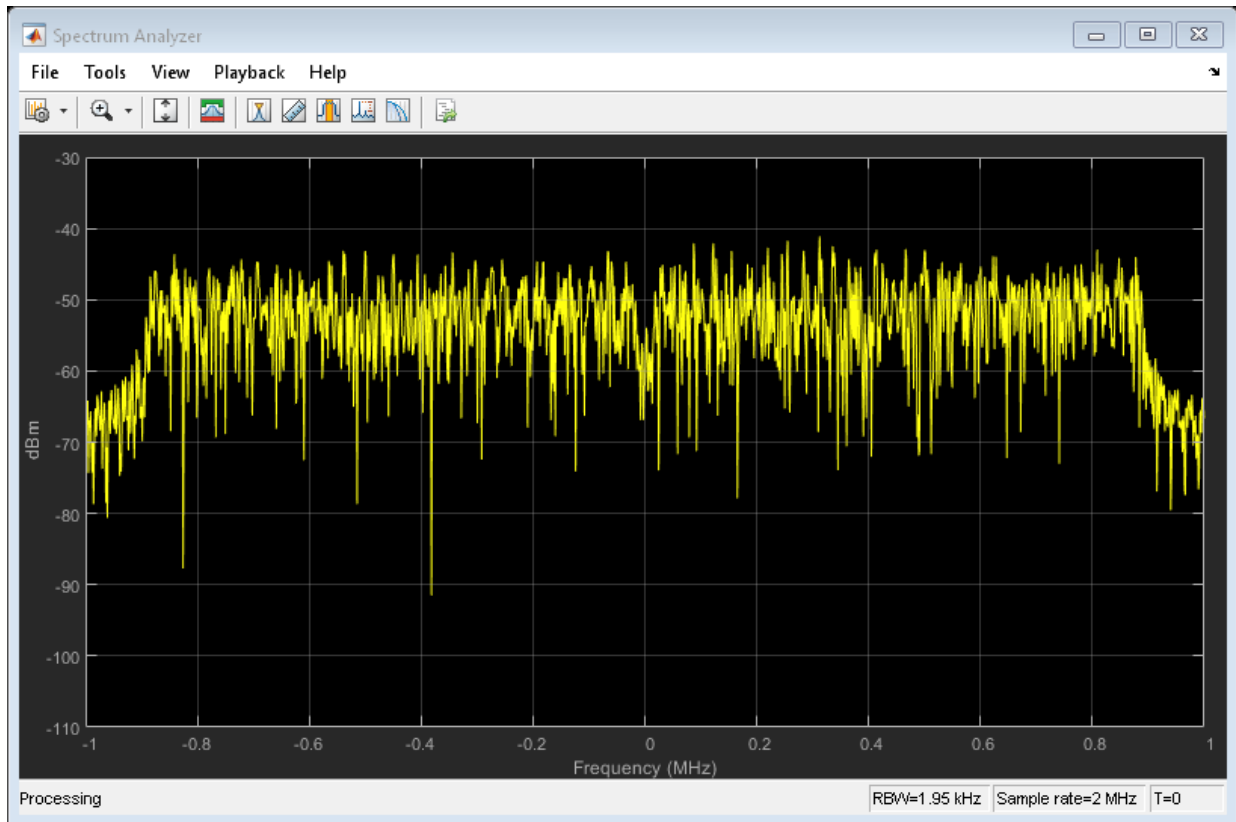 Spectrum Analyzer
File Tools View Playback Help
-30
-40
-50
-60
-70
-80
-90
-100
-110
dBm
-1 -0.8 -0.6 -0.4 -0.2 0 0.2 0.4 0.6 0.8 1
Frequency (MHz)
Processing RBW=1.95 kHz Sample rate=2 MHz T=0